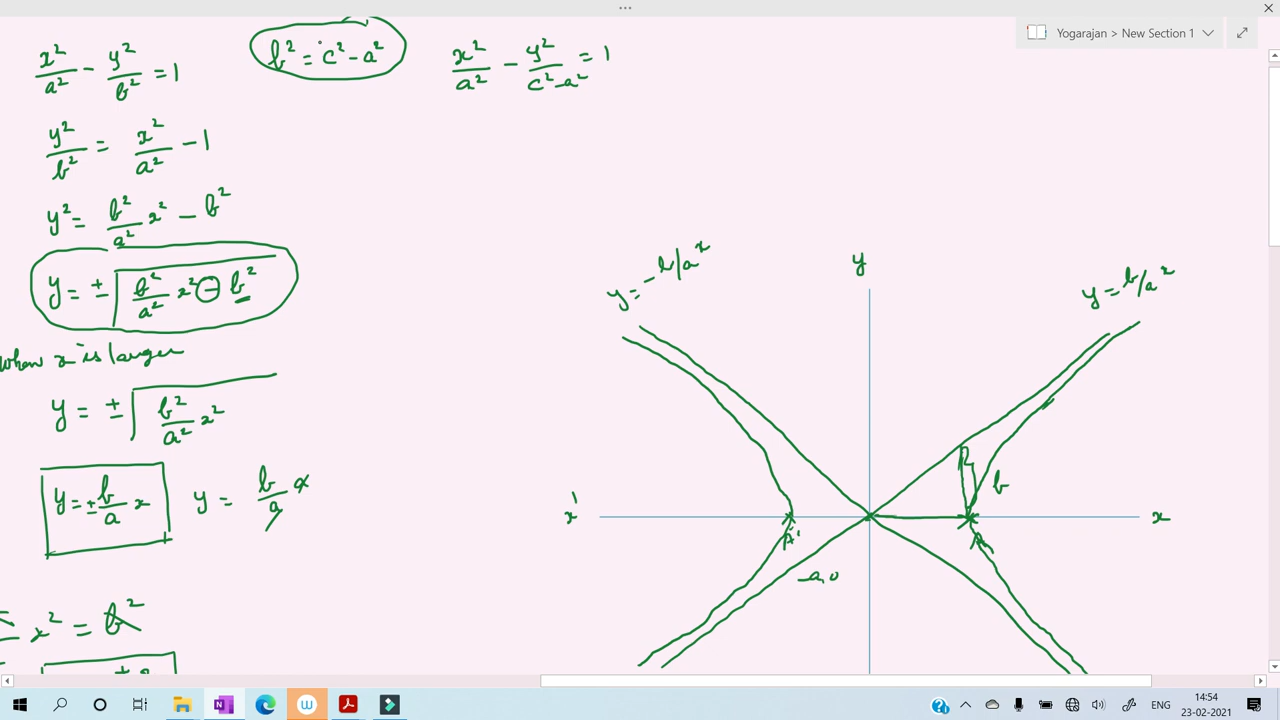 Yogarajan > New Section 1
x²/a² - y²/b² = 1
b² = c² - a²
x²/a² - y²/(c² - a²) = 1
y²/b² = x²/a² - 1
y² = b²/a² x² - b²
y = ± √(b²/a² x² - b²)
when x is larger
y = ± √(b²/a² x²)
y = ± b/a x
y = b/a x
x² = b²
y = -b/a x
y
y = b/a x
b
x'
x
A'
A
-a,0
ENG
14:54
23-02-2021